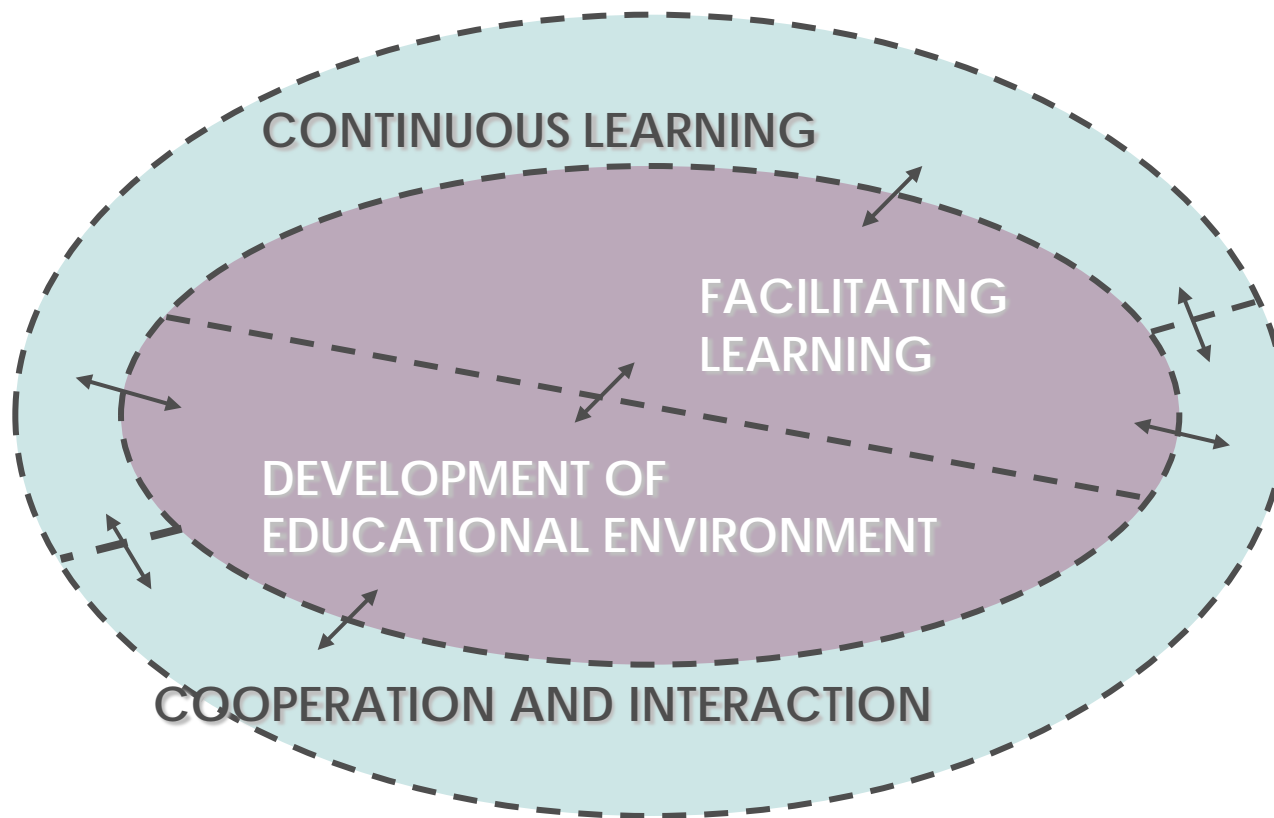 CONTINUOUS LEARNING
FACILITATING
LEARNING
DEVELOPMENT OF
EDUCATIONAL ENVIRONMENT
COOPERATION AND INTERACTION